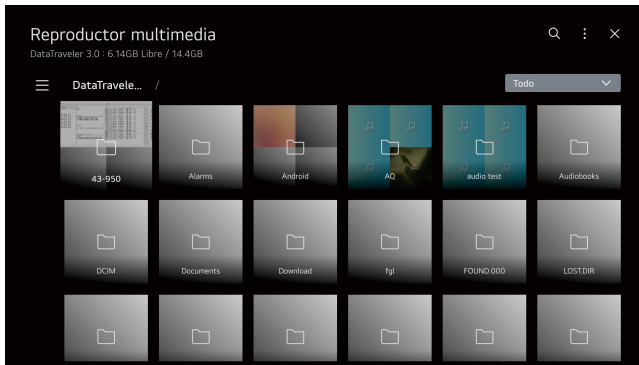 Reproductor multimedia
DataTraveler 3.0 : 6.14GB Libre / 14.4GB
DataTravele... /
Todo
43-950
Alarms
Android
AQ
audio test
Audiobooks
DCIM
Documents
Download
fgl
FOUND.000
LOST.DIR